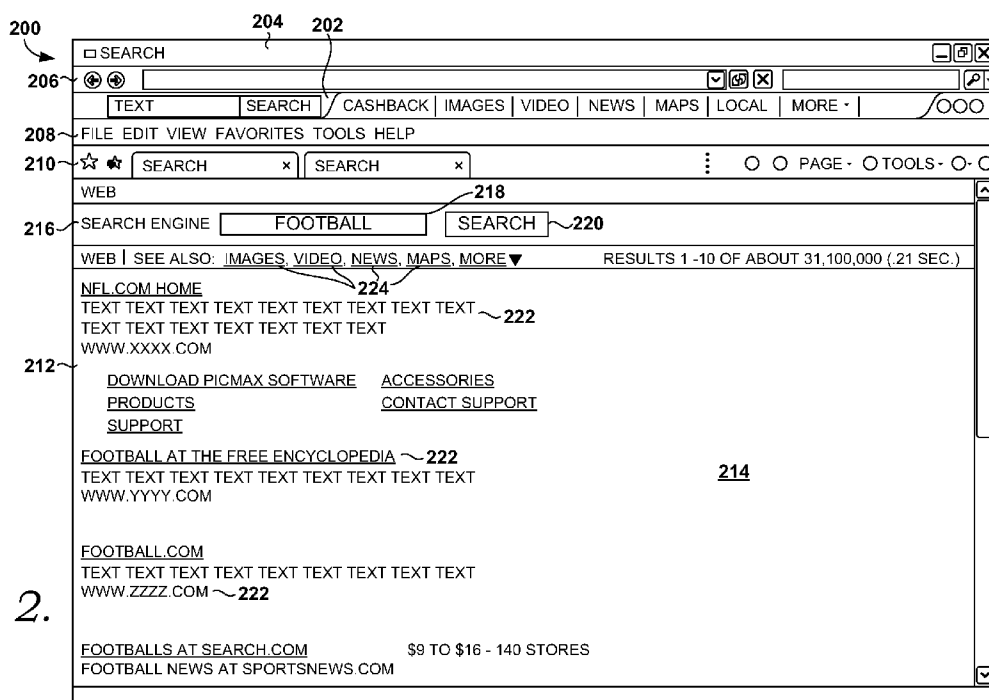 200
204
202
SEARCH
206
TEXT SEARCH CASHBACK IMAGES VIDEO NEWS MAPS LOCAL MORE
208 FILE EDIT VIEW FAVORITES TOOLS HELP
210 SEARCH × SEARCH × PAGE TOOLS
WEB
218
216 SEARCH ENGINE FOOTBALL SEARCH 220
WEB | SEE ALSO: IMAGES, VIDEO, NEWS, MAPS, MORE ▼ RESULTS 1 -10 OF ABOUT 31,100,000 (.21 SEC.)
224
NFL.COM HOME
TEXT TEXT TEXT TEXT TEXT TEXT TEXT TEXT TEXT 222
TEXT TEXT TEXT TEXT TEXT TEXT TEXT
WWW.XXXX.COM
212
DOWNLOAD PICMAX SOFTWARE ACCESSORIES
PRODUCTS CONTACT SUPPORT
SUPPORT
FOOTBALL AT THE FREE ENCYCLOPEDIA 222
TEXT TEXT TEXT TEXT TEXT TEXT TEXT TEXT TEXT
214
WWW.YYYY.COM
FOOTBALL.COM
TEXT TEXT TEXT TEXT TEXT TEXT TEXT TEXT TEXT
WWW.ZZZZ.COM 222
2.
FOOTBALLS AT SEARCH.COM $9 TO $16 - 140 STORES
FOOTBALL NEWS AT SPORTSNEWS.COM